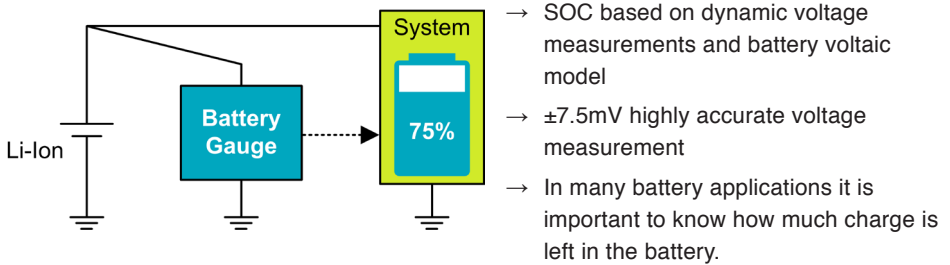 System
Li-Ion
Battery
Gauge
75%
→ SOC based on dynamic voltage
measurements and battery voltaic
model
→ ±7.5mV highly accurate voltage
measurement
→ In many battery applications it is
important to know how much charge is
left in the battery.